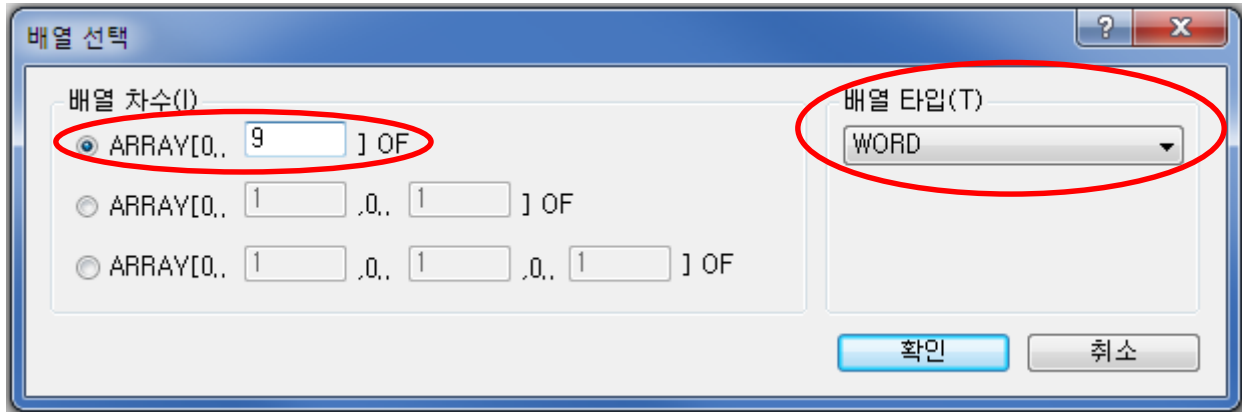 배열 선택
배열 차수(I)
ARRAY[0,, 9 ] OF
ARRAY[0,, 1 ,0,, 1 ] OF
ARRAY[0,, 1 ,0,, 1 ,0,, 1 ] OF
배열 타입(T)
WORD
확인 취소